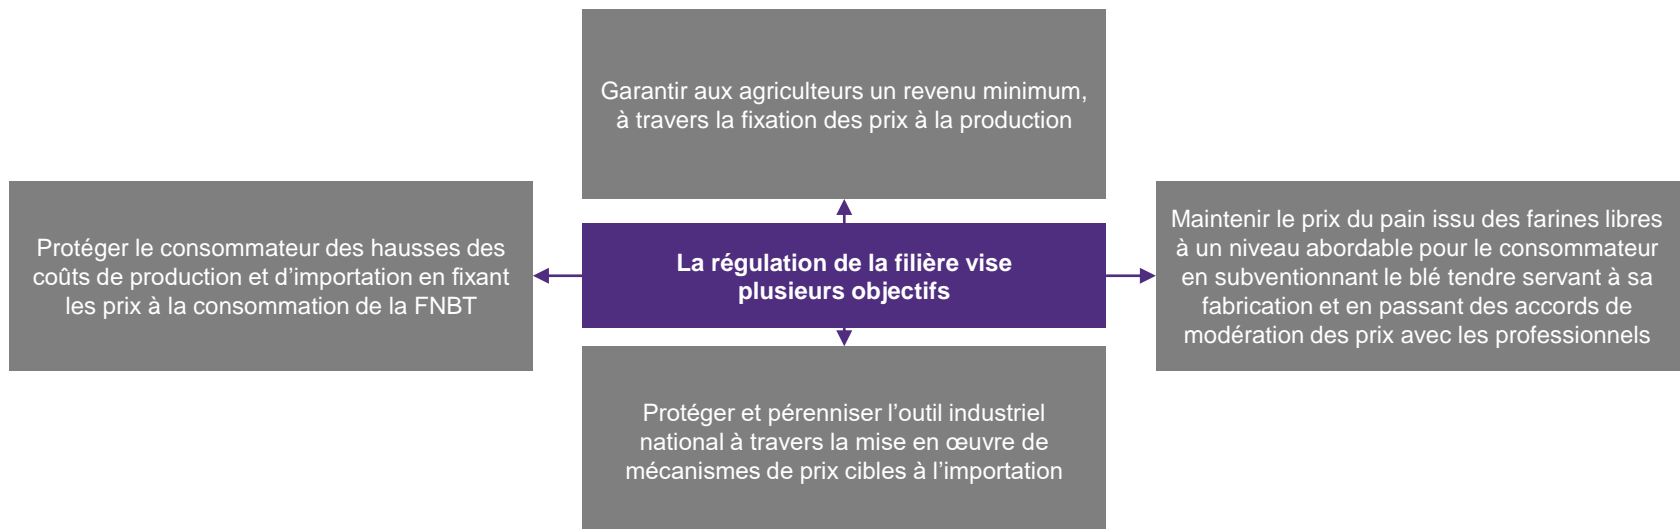 Garantir aux agriculteurs un revenu minimum,
à travers la fixation des prix à la production
Protéger le consommateur des hausses des
coûts de production et d’importation en fixant
les prix à la consommation de la FNBT
La régulation de la filière vise
plusieurs objectifs
Maintenir le prix du pain issu des farines libres
à un niveau abordable pour le consommateur
en subventionnant le blé tendre servant à sa
fabrication et en passant des accords de
modération des prix avec les professionnels
Protéger et pérenniser l’outil industriel
national à travers la mise en œuvre de
mécanismes de prix cibles à l’importation